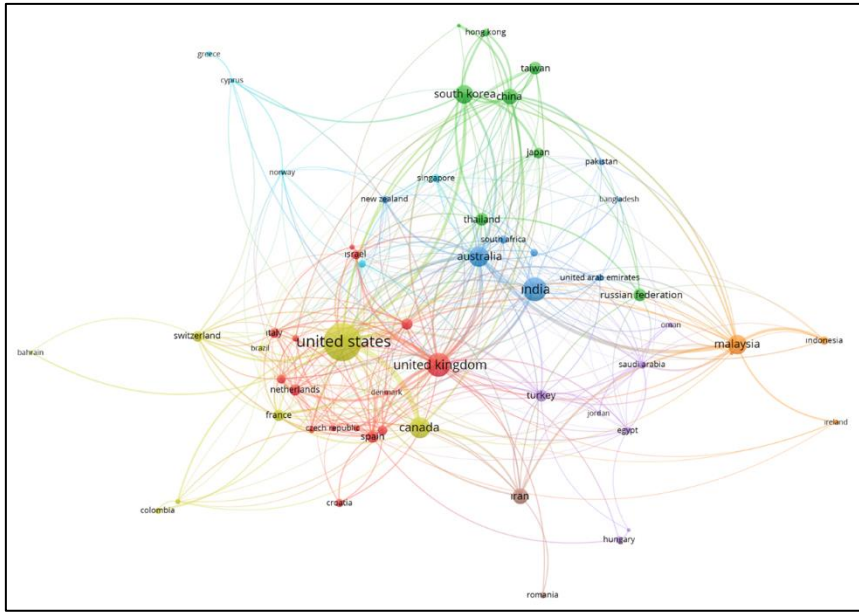 hong kong
greece
taiwan
cyprus
south korea
china
japan
pakistan
norway
singapore
new zealand
bangladesh
thailand
south africa
israel
australia
united arab emirates
india
russian federation
oman
switzerland
italy
united states
malaysia
indonesia
brazil
bahrain
united kingdom
saudi arabia
netherlands
denmark
turkey
france
jordan
ireland
canada
czech republic
spain
egypt
iran
croatia
colombia
hungary
romania